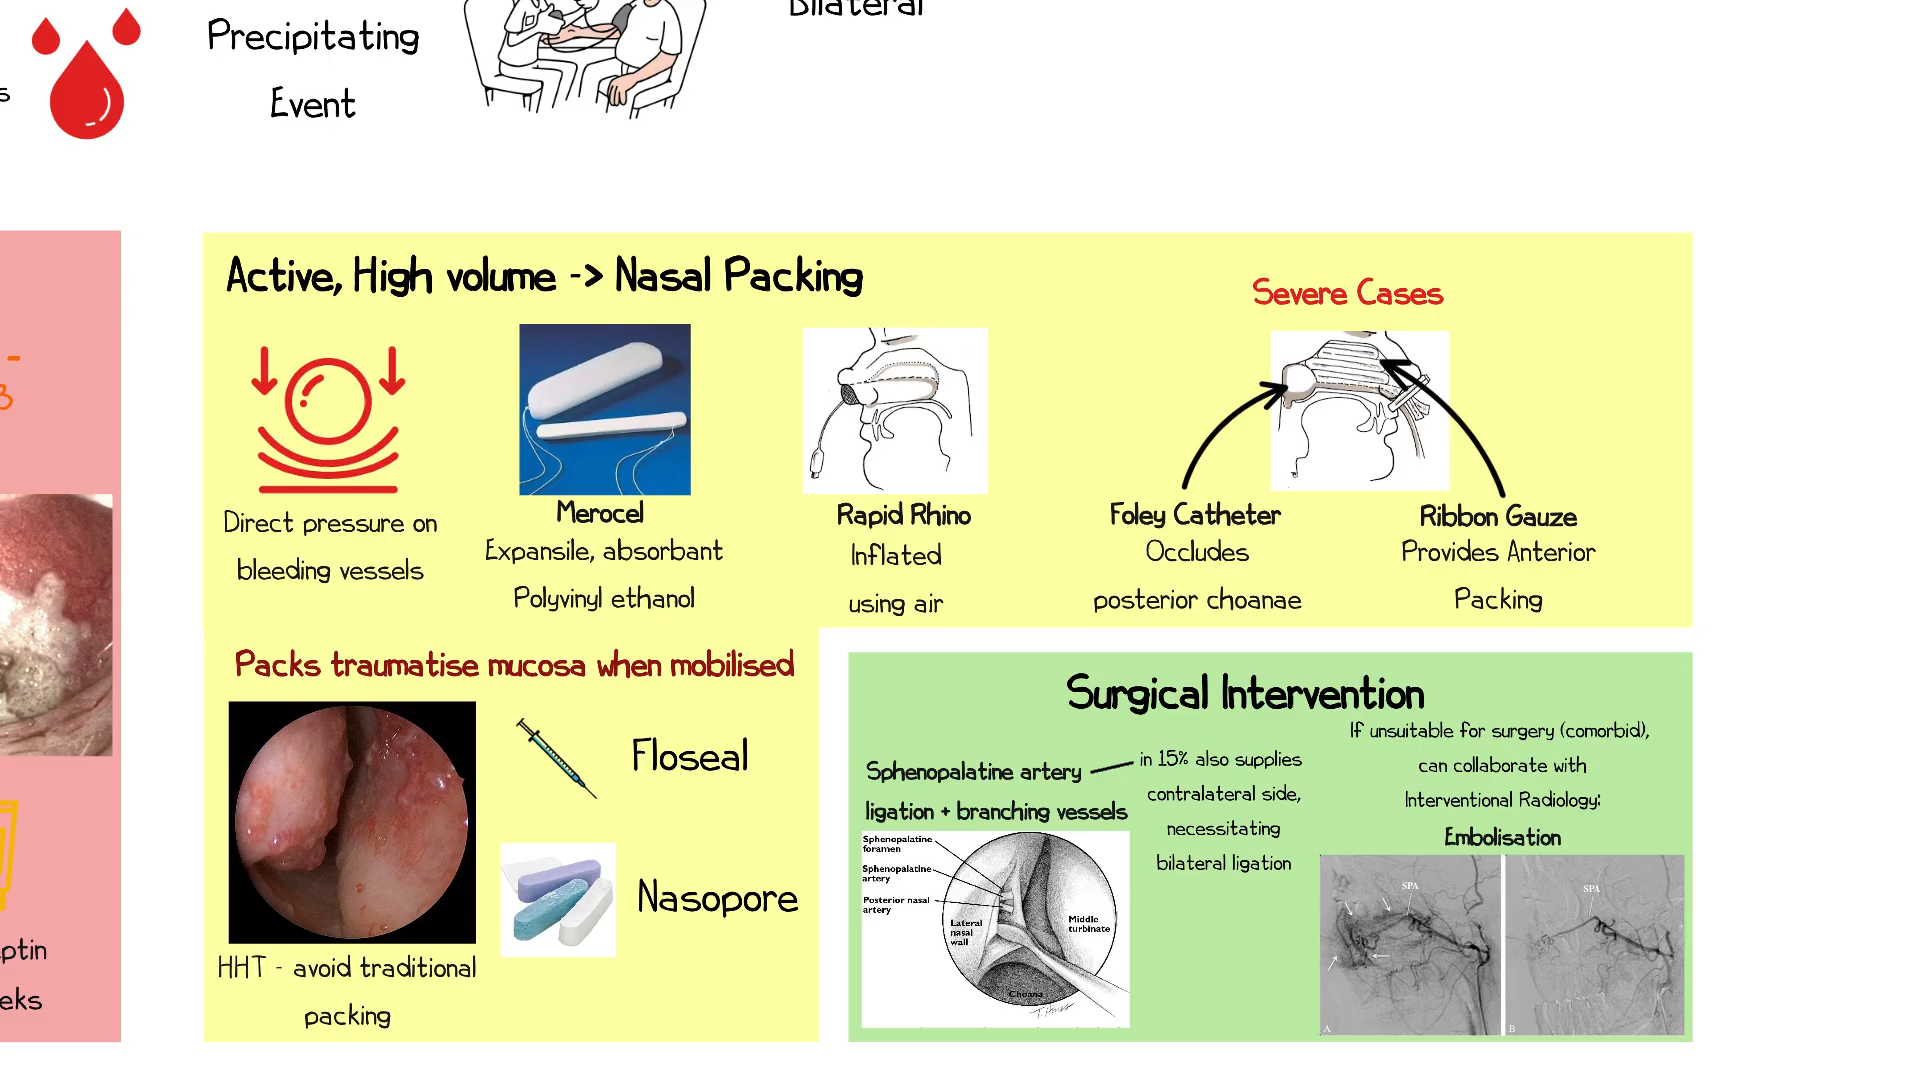 Bilateral
Precipitating
Event
s
-
3
ptin
eks
Active, High volume -> Nasal Packing
Severe Cases
Direct pressure on
bleeding vessels
Merocel
Expansile, absorbant
Polyvinyl ethanol
Rapid Rhino
Inflated
using air
Foley Catheter
Occludes
posterior choanae
Ribbon Gauze
Provides Anterior
Packing
Packs traumatise mucosa when mobilised
Floseal
Nasopore
HHT - avoid traditional
packing
Surgical Intervention
Sphenopalatine artery
ligation + branching vessels
in 15% also supplies
contralateral side,
necessitating
bilateral ligation
If unsuitable for surgery (comorbid),
can collaborate with
Interventional Radiology:
Embolisation
Sphenopalatine
foramen
Sphenopalatine
artery
Posterior nasal
artery
Lateral
nasal
wall
Middle
turbinate
Choana
SPA
SPA
A
B